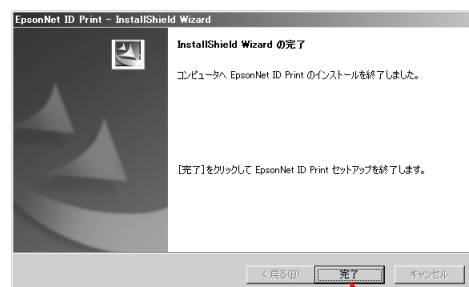 EpsonNet ID Print - InstallShield Wizard
InstallShield Wizard の完了
コンピュータへ EpsonNet ID Print のインストールを終了しました。
[完了]をクリックして EpsonNet ID Print セットアップを終了します。
< 戻る(B)
完了
キャンセル